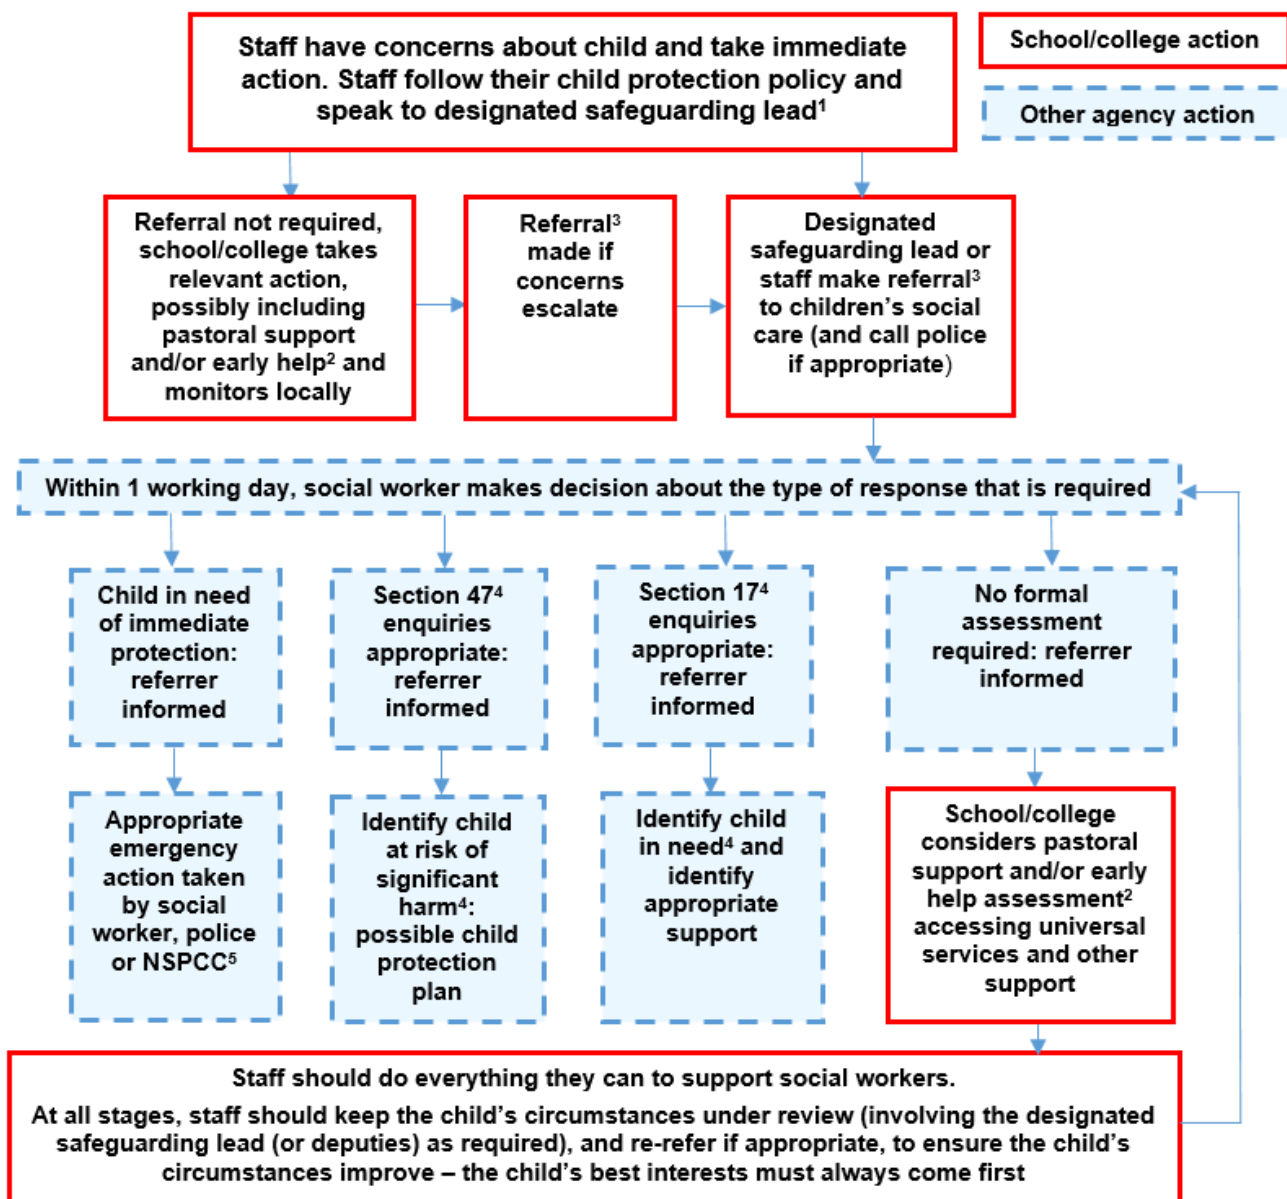 Staff have concerns about child and take immediate
action. Staff follow their child protection policy and
speak to designated safeguarding lead¹
School/college action
Other agency action
Referral not required,
school/college takes
relevant action,
possibly including
pastoral support
and/or early help² and
monitors locally
Referral³
made if
concerns
escalate
Designated
safeguarding lead or
staff make referral³
to children’s social
care (and call police
if appropriate)
Within 1 working day, social worker makes decision about the type of response that is required
Child in need
of immediate
protection:
referrer
informed
Section 47⁴
enquiries
appropriate:
referrer
informed
Section 17⁴
enquiries
appropriate:
referrer
informed
No formal
assessment
required: referrer
informed
Appropriate
emergency
action taken
by social
worker, police
or NSPCC⁵
Identify child
at risk of
significant
harm⁴:
possible child
protection
plan
Identify child
in need⁴ and
identify
appropriate
support
School/college
considers pastoral
support and/or early
help assessment²
accessing universal
services and other
support
Staff should do everything they can to support social workers.
At all stages, staff should keep the child’s circumstances under review (involving the designated
safeguarding lead (or deputies) as required), and re-refer if appropriate, to ensure the child’s
circumstances improve – the child’s best interests must always come first